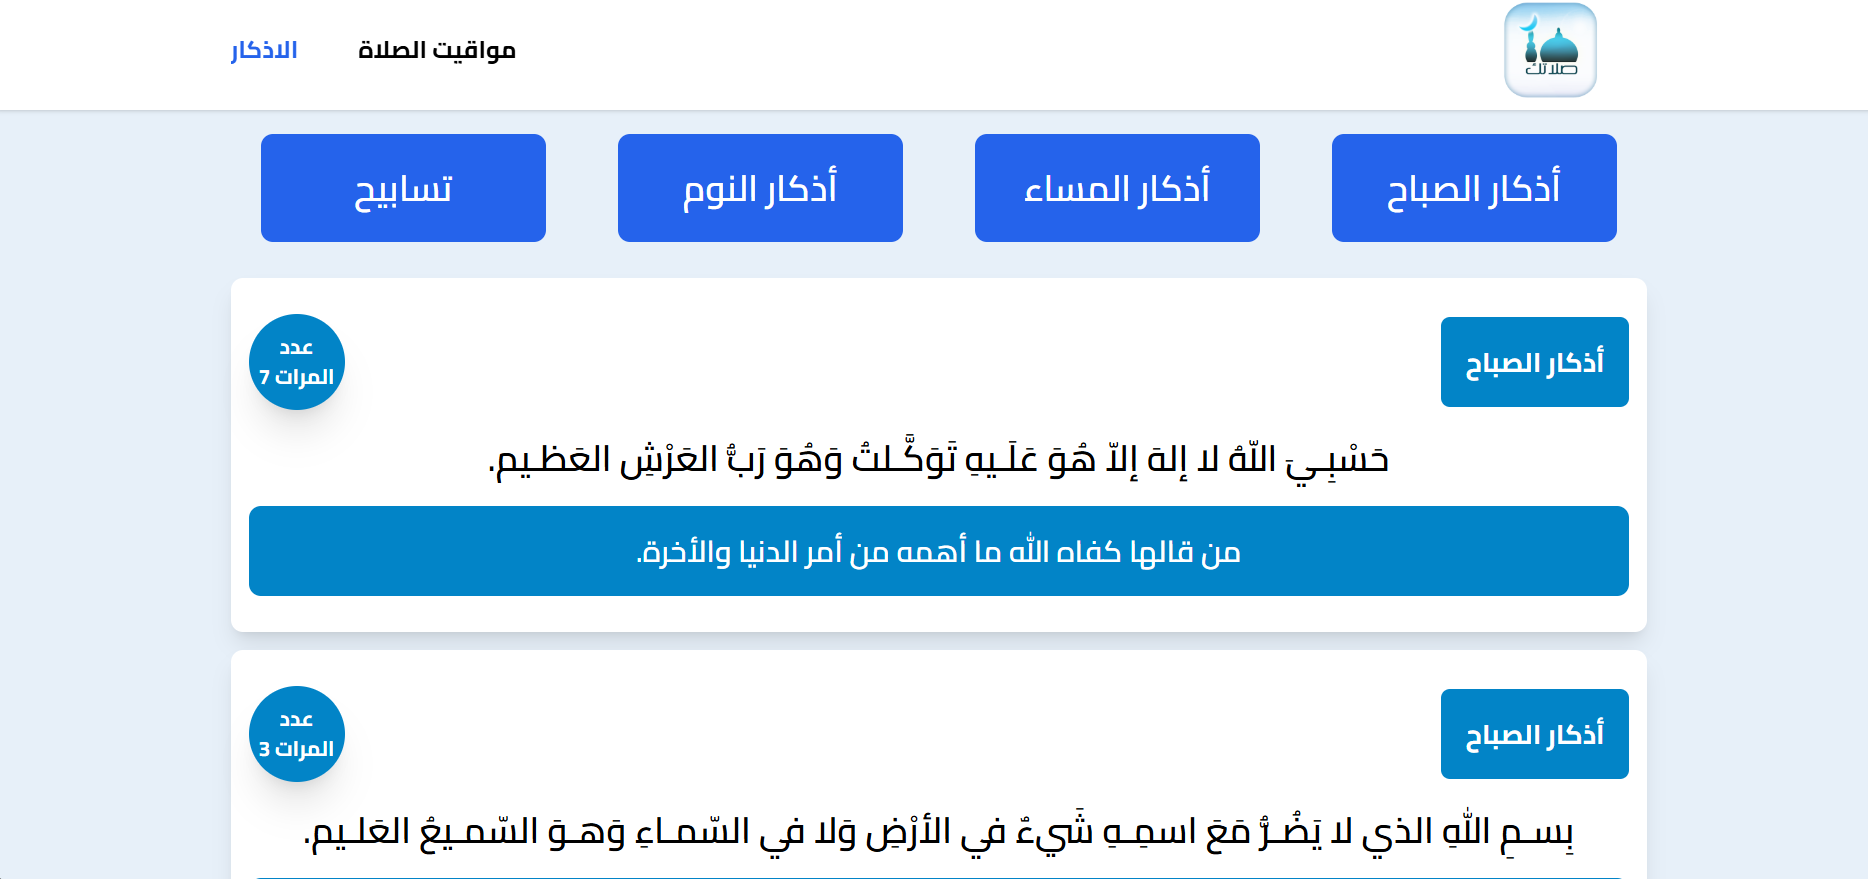 صلاتك
مواقيت الصلاة
الاذكار
أذكار الصباح
أذكار المساء
أذكار النوم
تسابيح
أذكار الصباح
عدد
المرات 7
حَسْبِـيَ اللّهُ لا إلهَ إلاّ هُوَ عَلَـيهِ تَوَكَّـلتُ وَهُوَ رَبُّ العَرْشِ العَظـيم.
من قالها كفاه الله ما أهمه من أمر الدنيا والأخرة.
أذكار الصباح
عدد
المرات 3
بِسـمِ اللهِ الذي لا يَضُـرُّ مَعَ اسمِـهِ شَيءٌ في الأرْضِ وَلا في السّمـاءِ وَهـوَ السّمـيعُ العَلـيم.